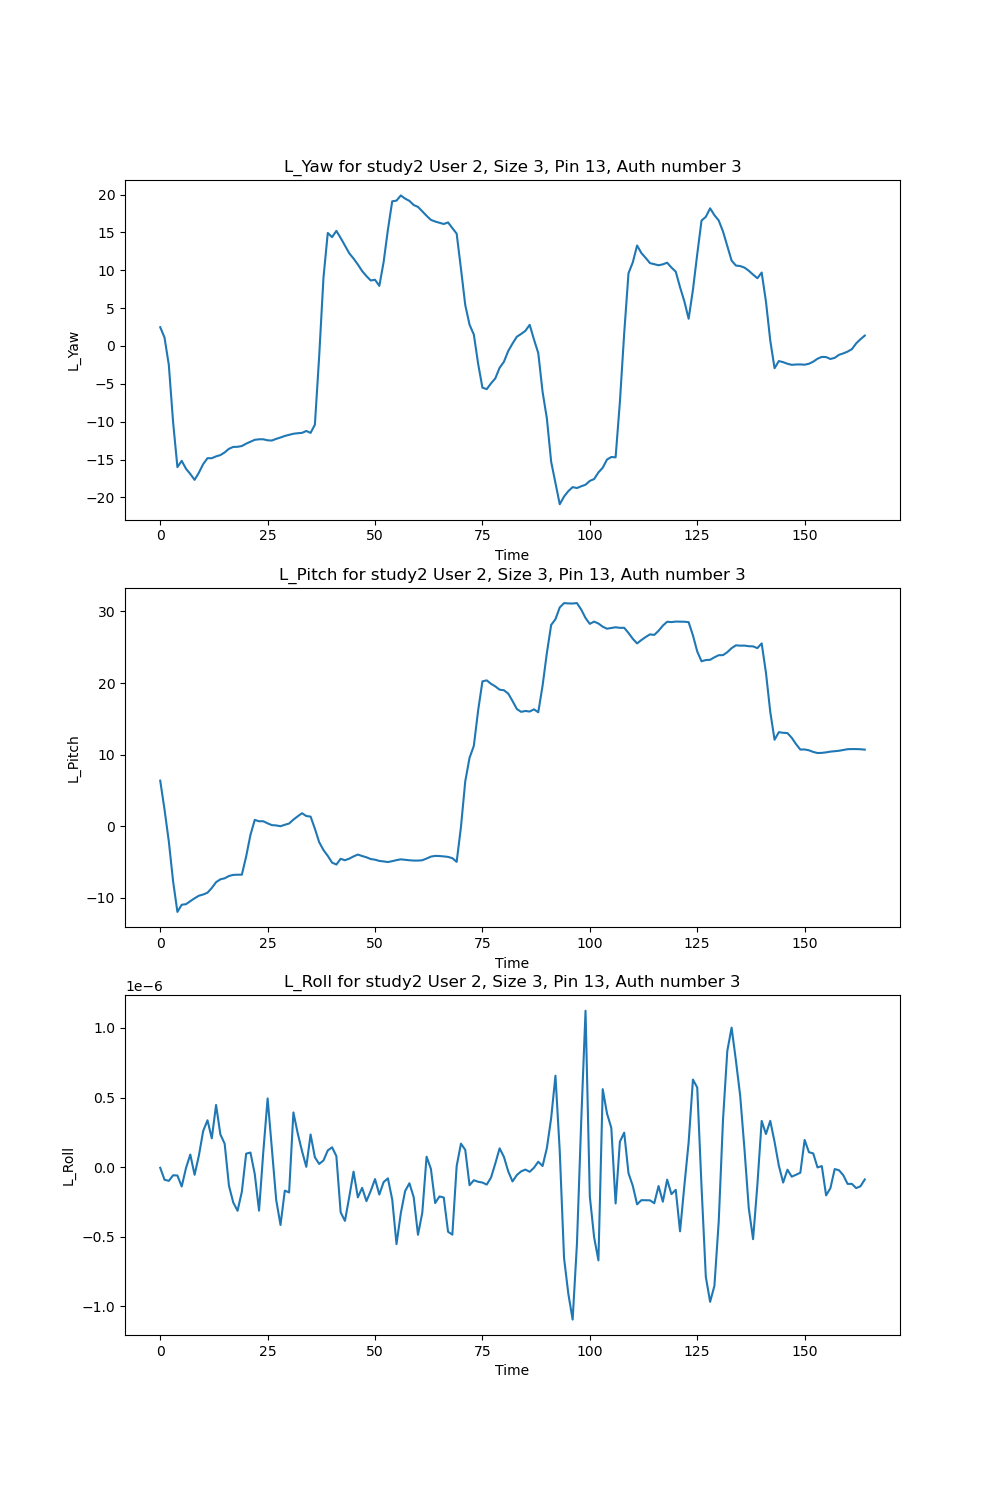 L_Yaw for study2 User 2, Size 3, Pin 13, Auth number 3
20
15
10
5
0
−5
−10
−15
−20
L_Yaw
0 25 50 75 100 125 150
Time
L_Pitch for study2 User 2, Size 3, Pin 13, Auth number 3
30
20
10
0
−10
L_Pitch
0 25 50 75 100 125 150
Time
L_Roll for study2 User 2, Size 3, Pin 13, Auth number 3
1e−6
1.0
0.5
0.0
−0.5
−1.0
L_Roll
0 25 50 75 100 125 150
Time